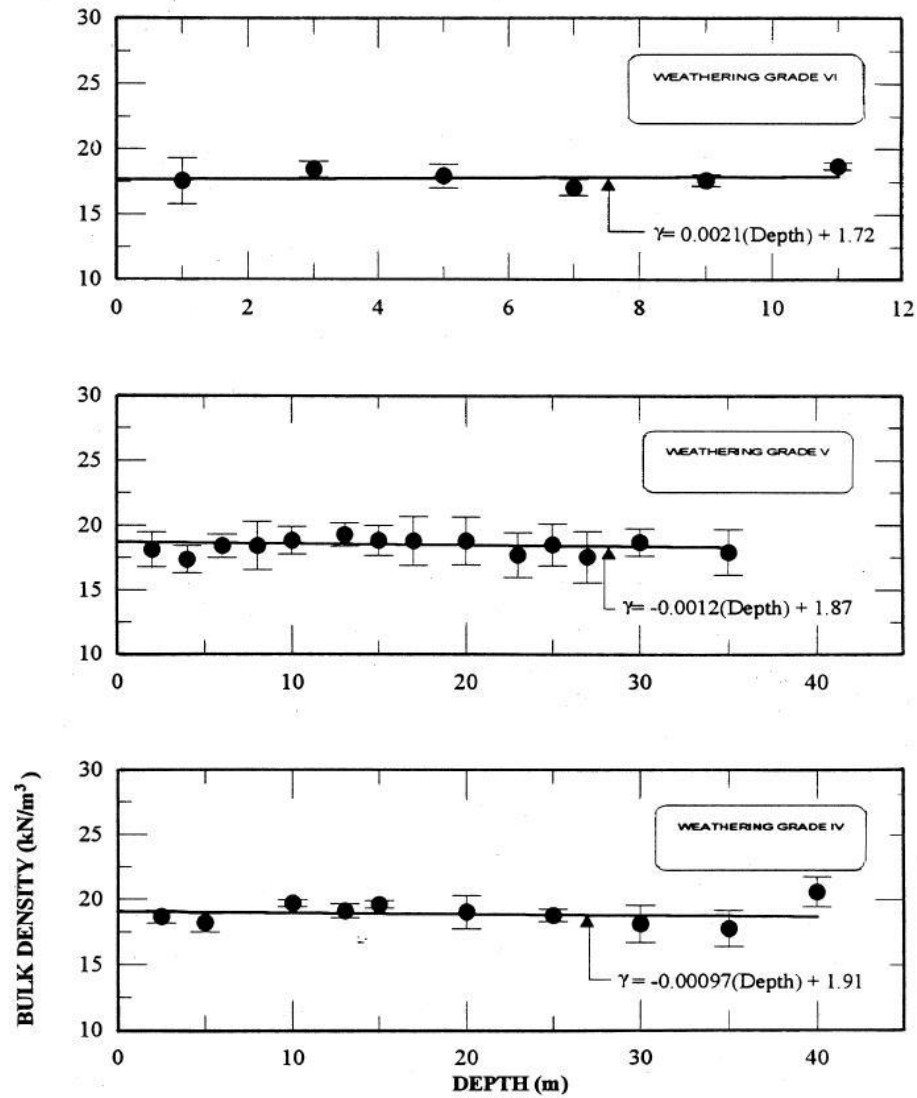 30
25
20
15
10
WEATHERING GRADE VI
γ= 0.0021(Depth) + 1.72
0 2 4 6 8 10 12
30
25
20
15
10
WEATHERING GRADE V
γ= -0.0012(Depth) + 1.87
0 10 20 30 40
BULK DENSITY (kN/m³)
30
25
20
15
10
WEATHERING GRADE IV
γ = -0.00097(Depth) + 1.91
0 10 20 30 40
DEPTH (m)